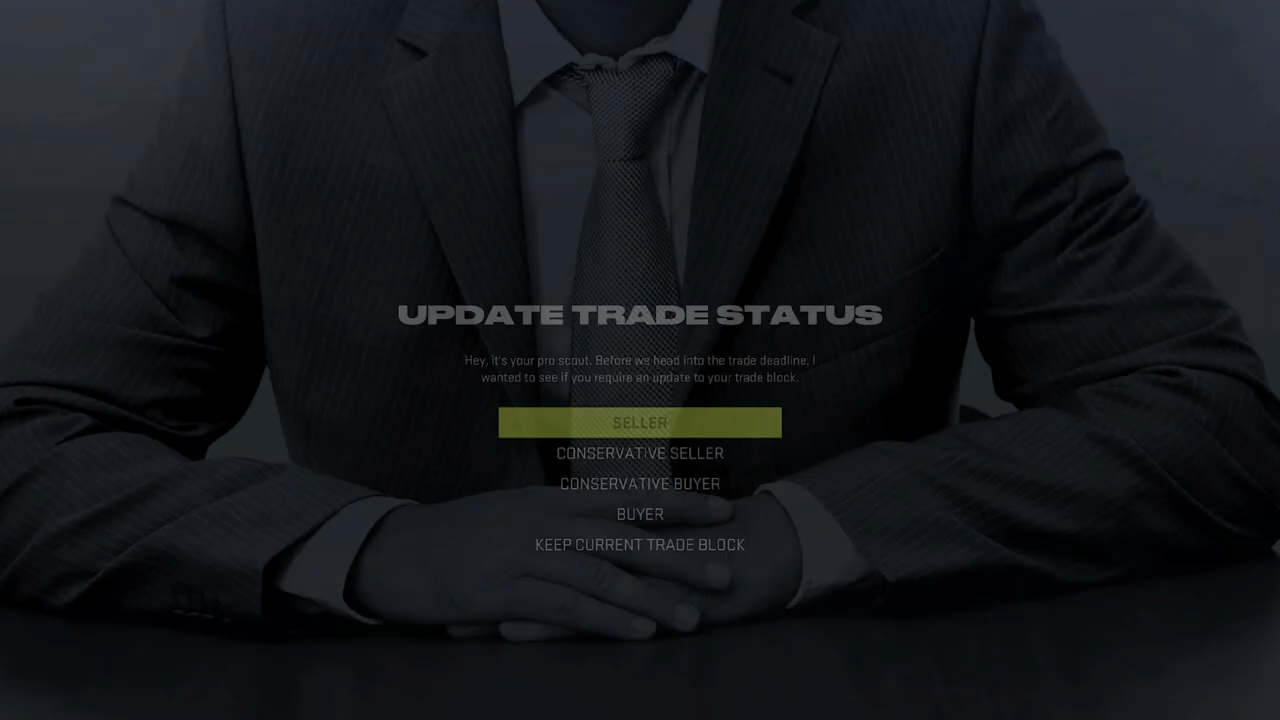 UPDATE TRADE STATUS
Hey, it's your pro scout. Before we head into the trade deadline, I
wanted to see if you require an update to your trade block.
SELLER
CONSERVATIVE SELLER
CONSERVATIVE BUYER
BUYER
KEEP CURRENT TRADE BLOCK